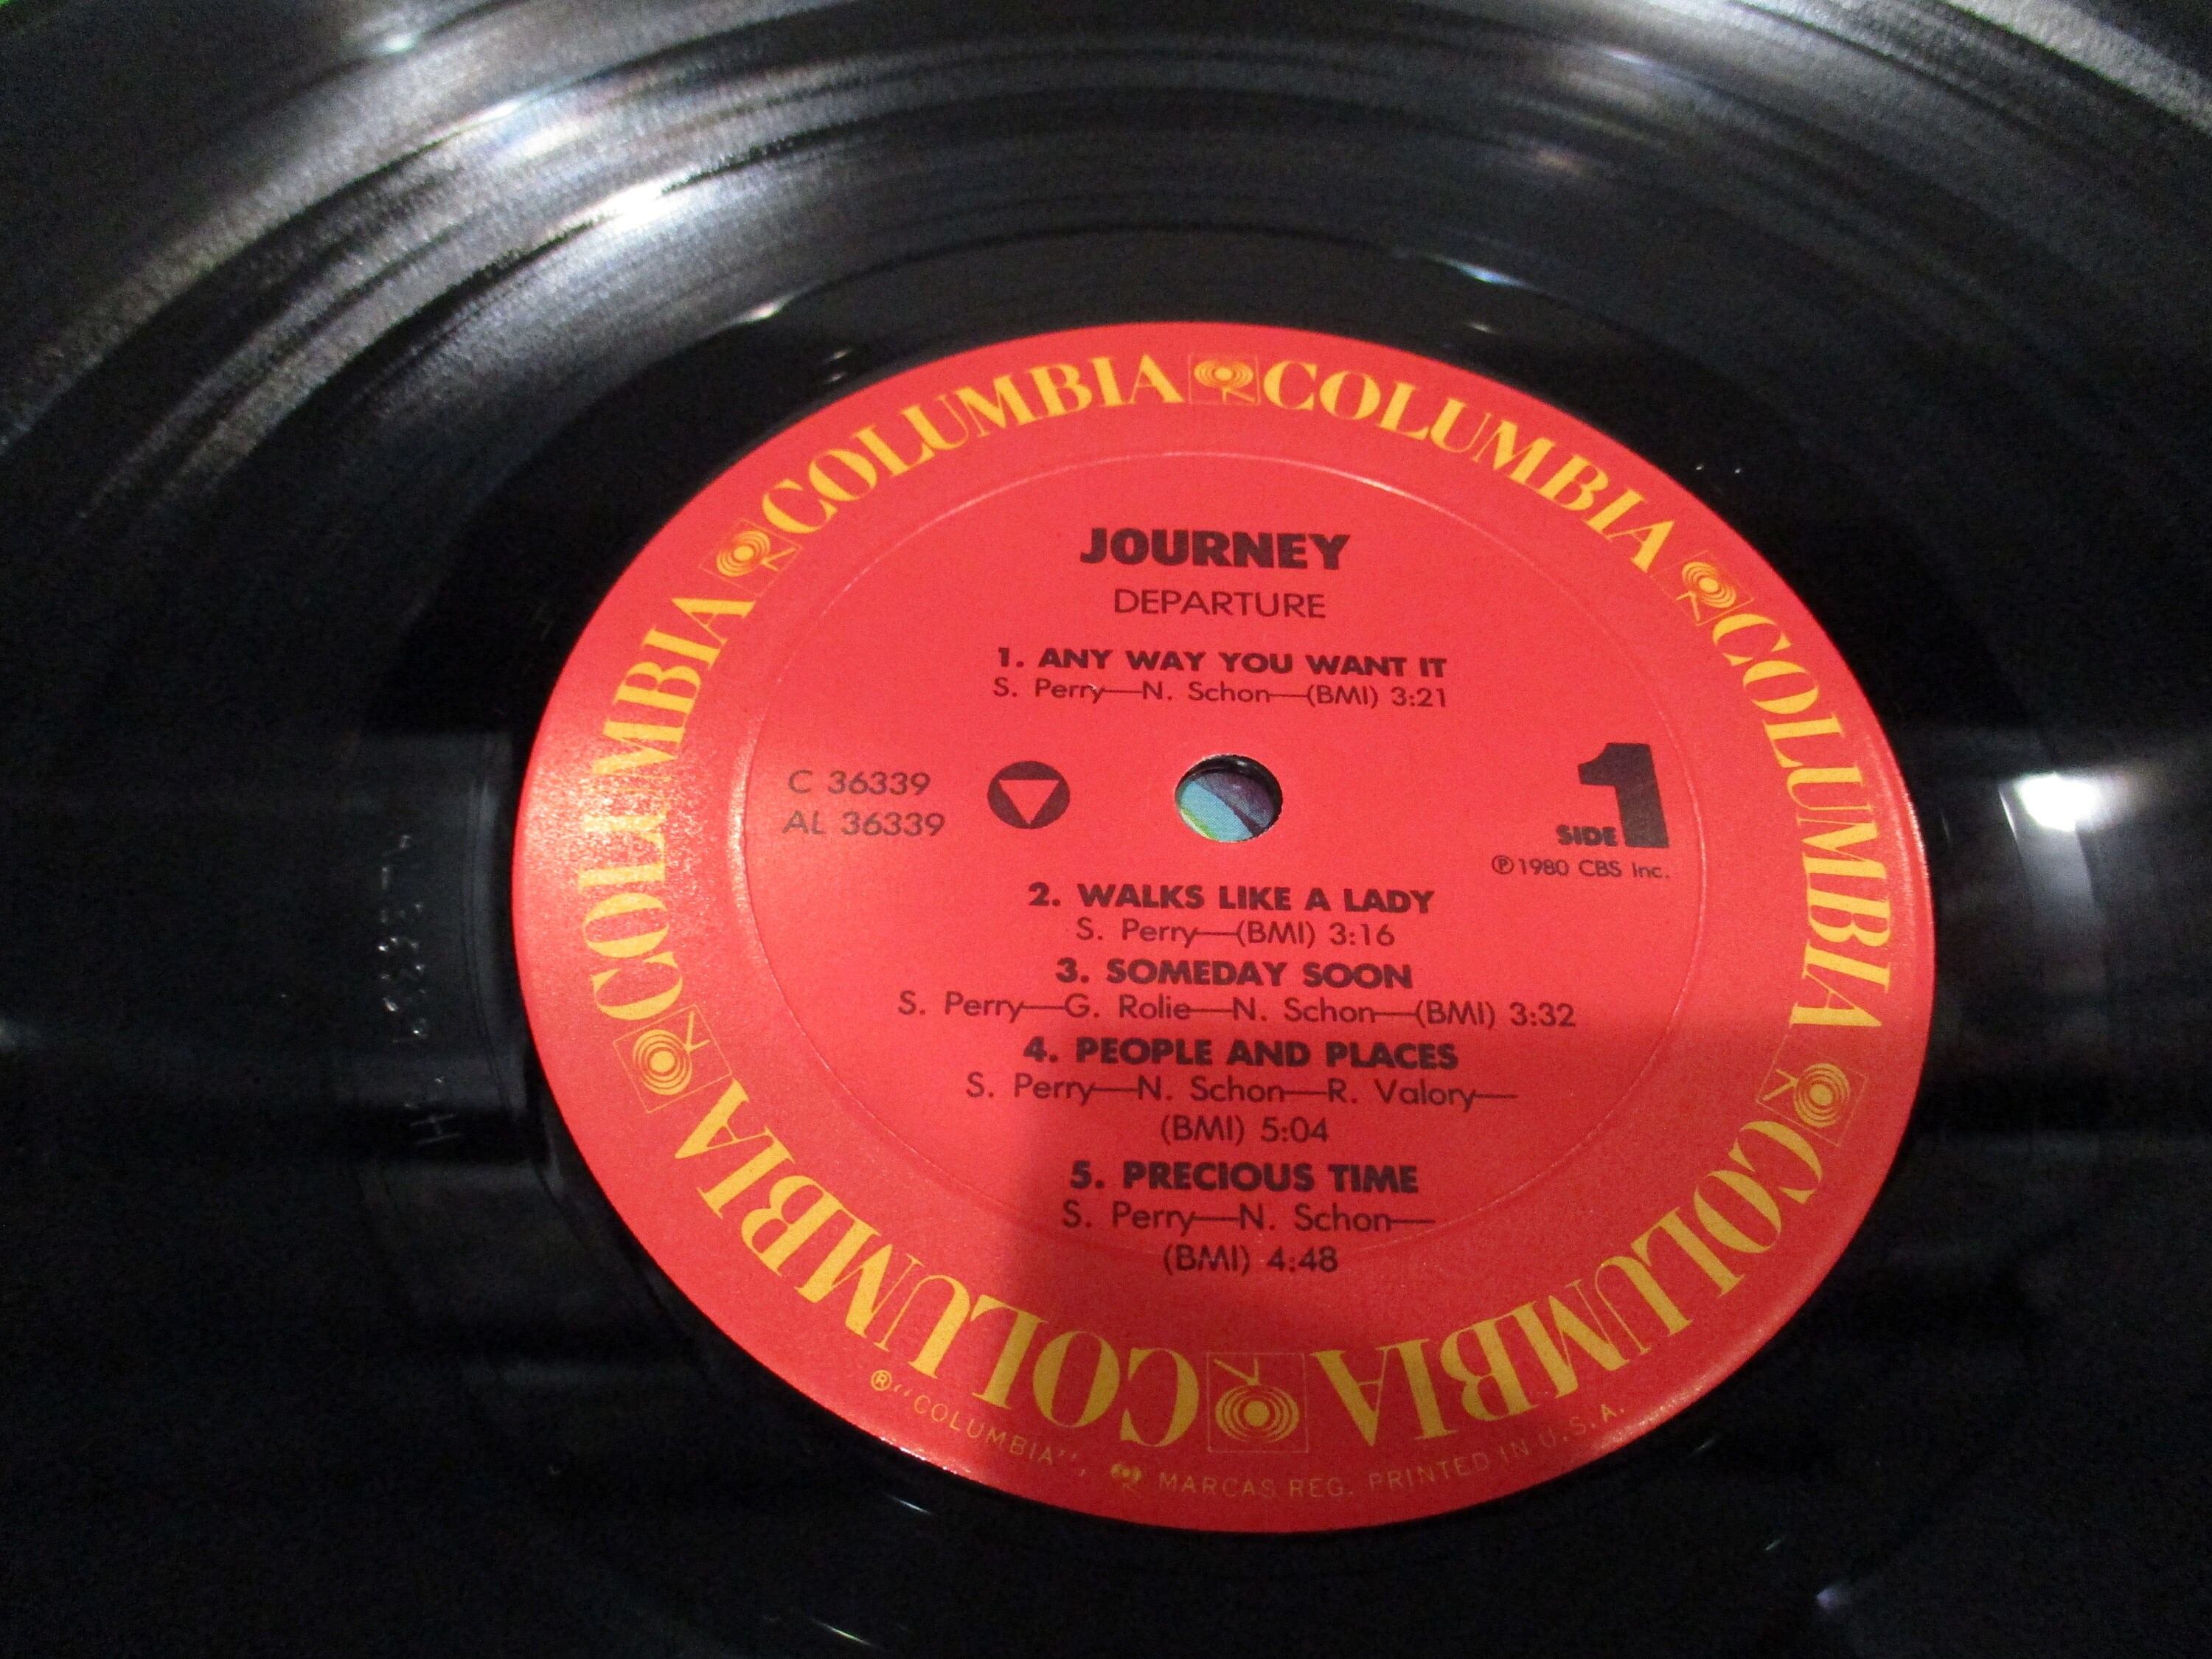 COLUMBIA COLUMBIA COLUMBIA COLUMBIA COLUMBIA COLUMBIA
JOURNEY
DEPARTURE
1. ANY WAY YOU WANT IT
S. Perry—N. Schon—(BMI) 3:21
C 36339
AL 36339
SIDE 1
Ⓟ1980 CBS Inc.
2. WALKS LIKE A LADY
S. Perry—(BMI) 3:16
3. SOMEDAY SOON
S. Perry—G. Rolie—N. Schon—(BMI) 3:32
4. PEOPLE AND PLACES
S. Perry—N. Schon—R. Valory—
(BMI) 5:04
5. PRECIOUS TIME
S. Perry—N. Schon—
(BMI) 4:48
®"COLUMBIA", MARCAS REG. PRINTED IN U.S.A.